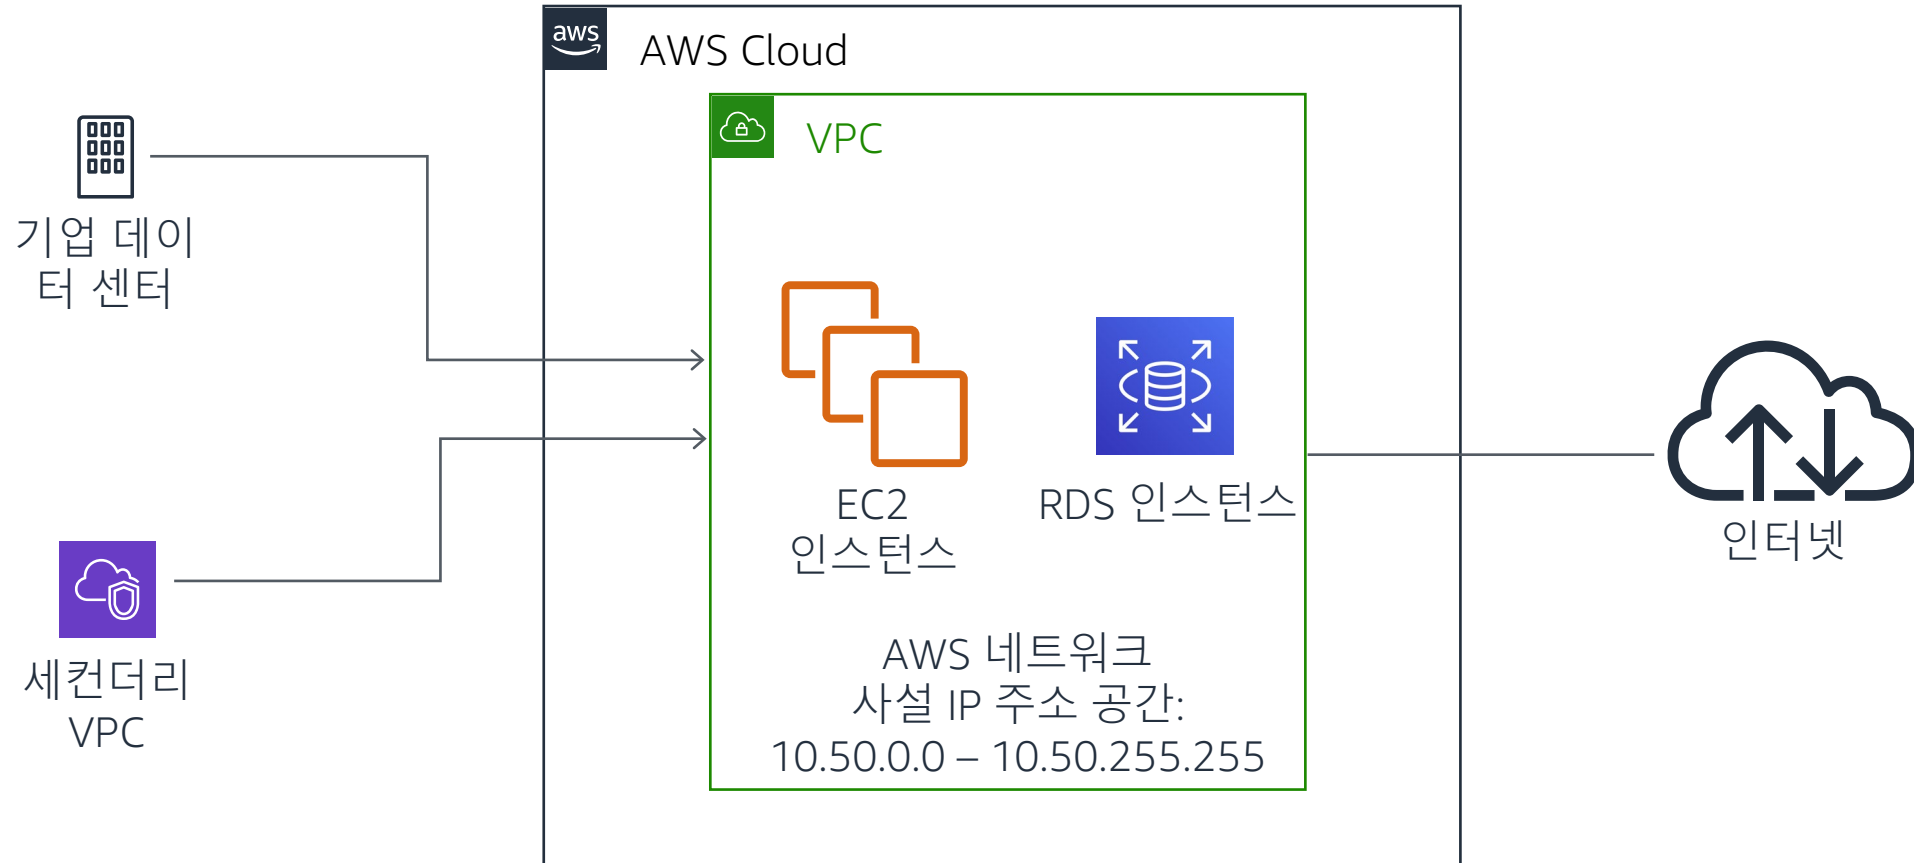 aws
AWS Cloud
VPC
기업 데이
터 센터
EC2
인스턴스
RDS 인스턴스
인터넷
세컨더리
VPC
AWS 네트워크
사설 IP 주소 공간:
10.50.0.0 – 10.50.255.255